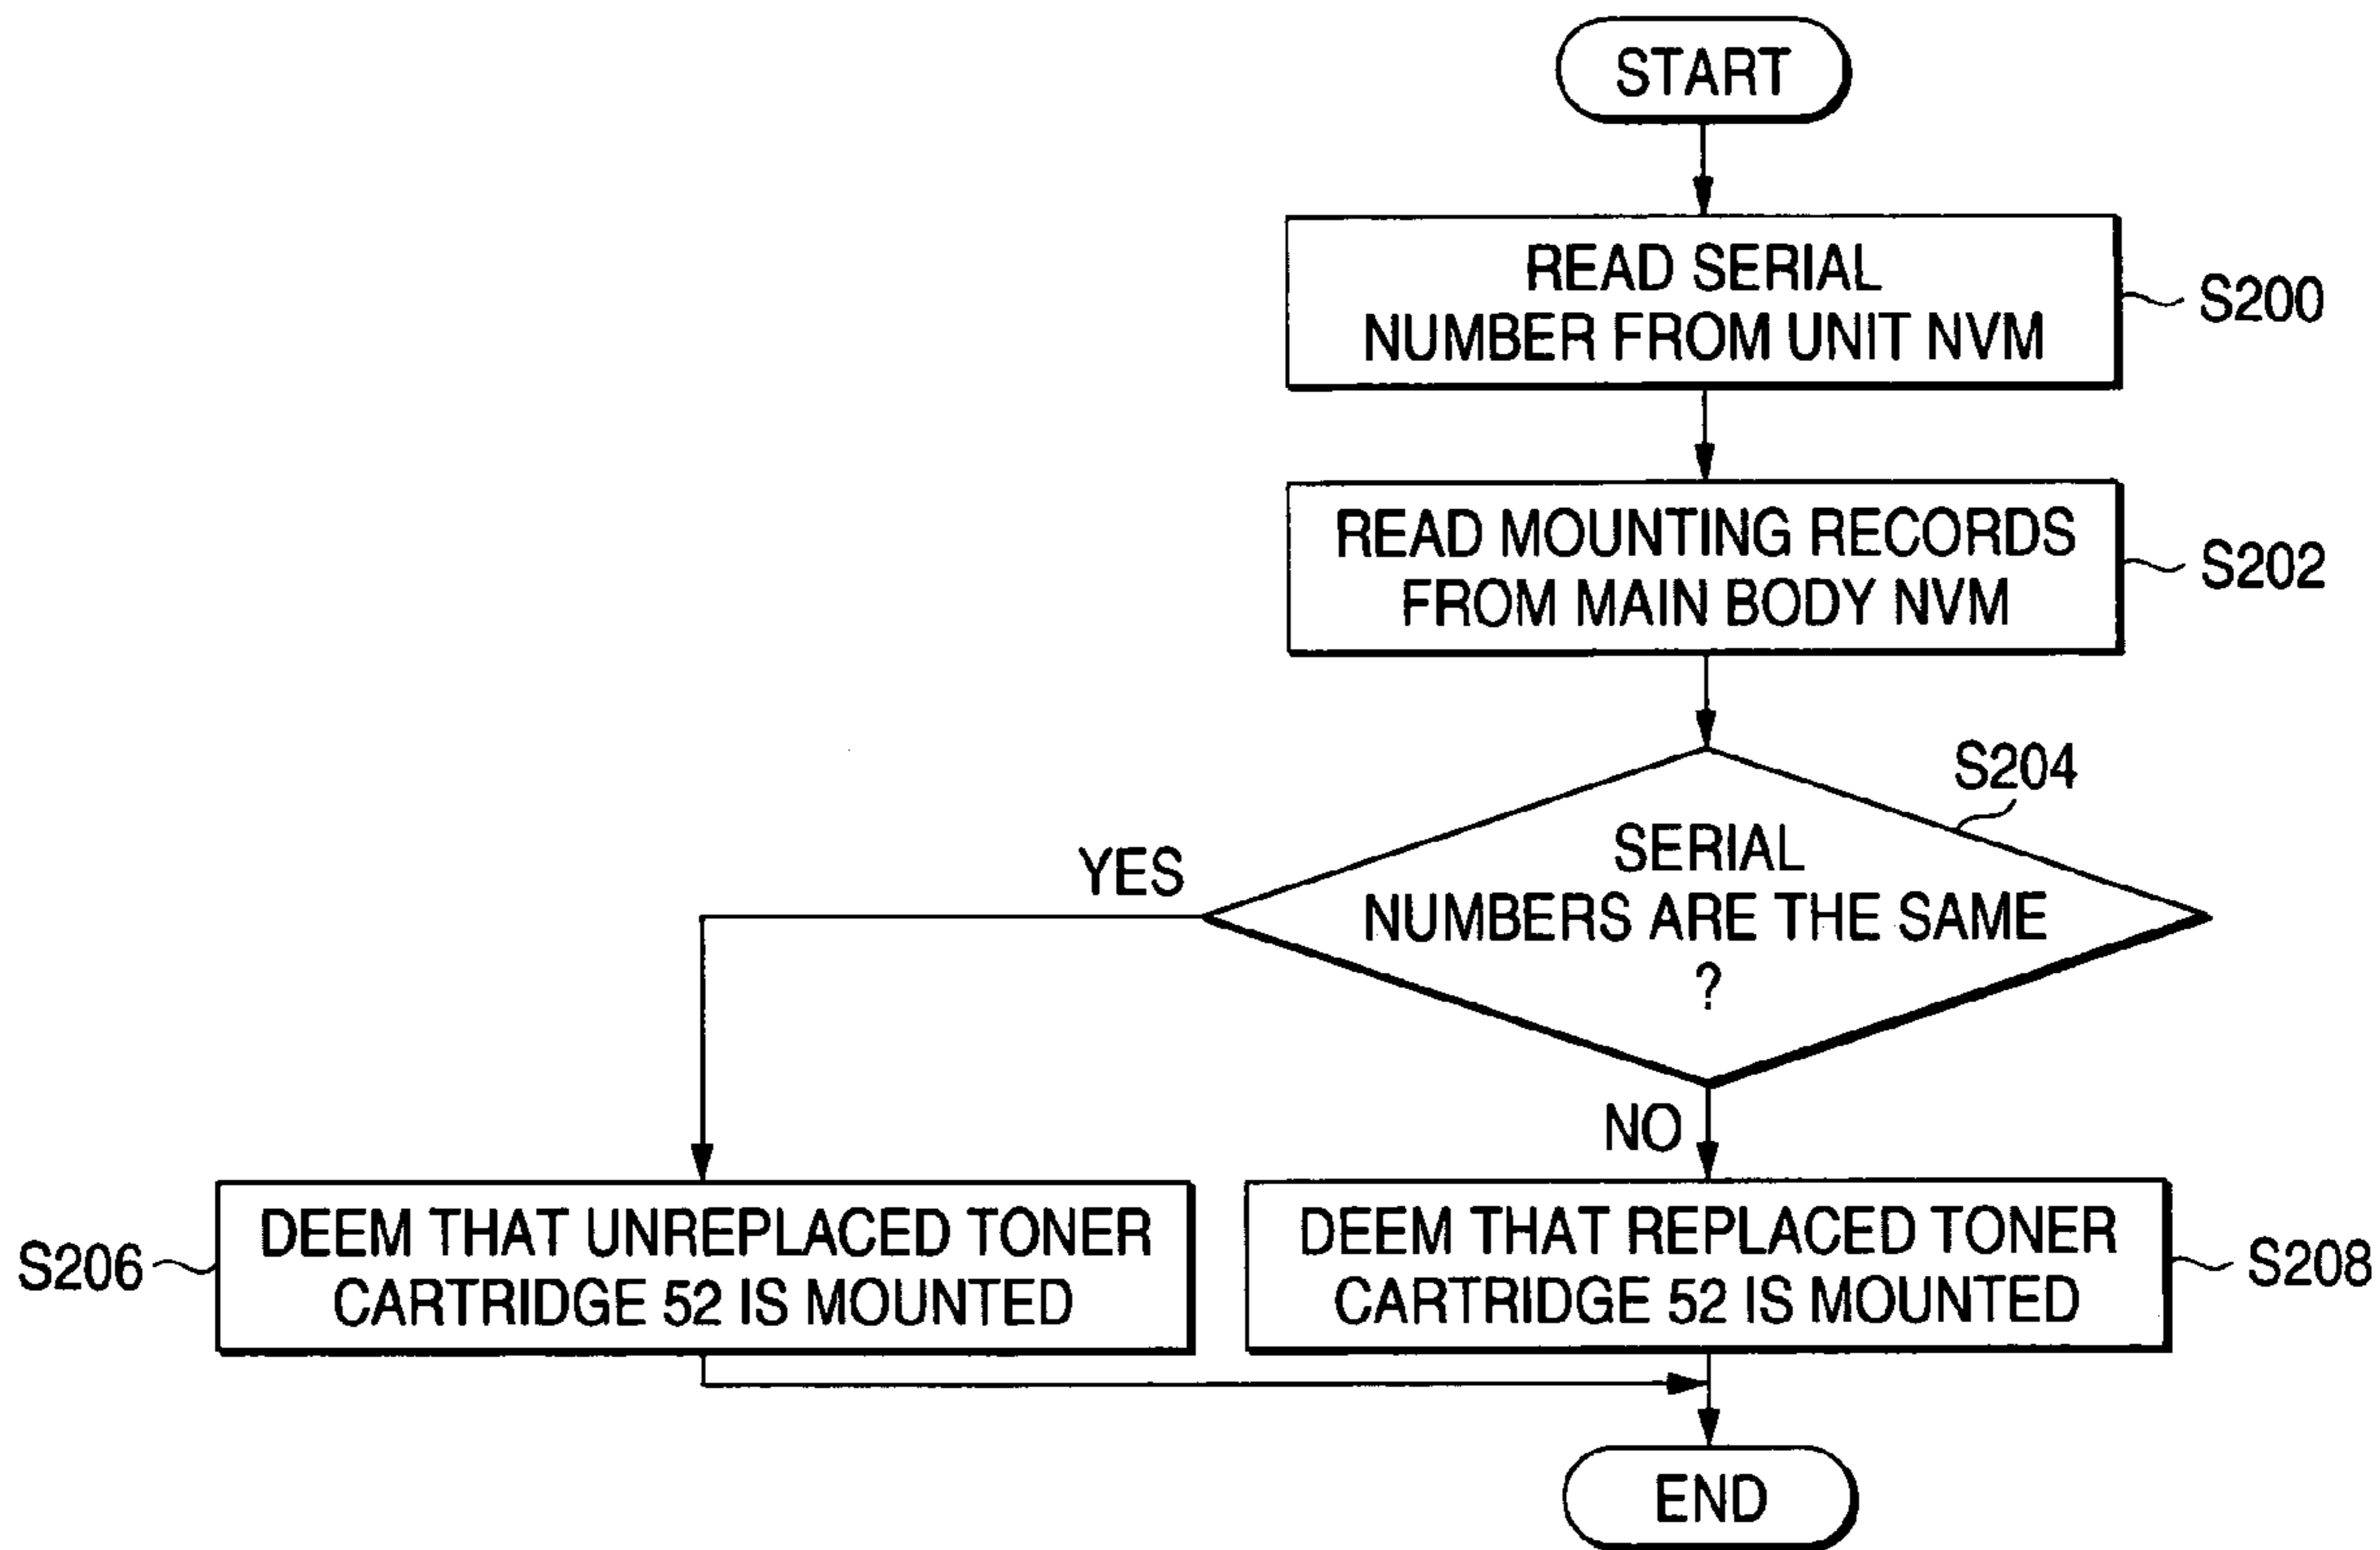 START
READ SERIAL
NUMBER FROM UNIT NVM
S200
READ MOUNTING RECORDS
FROM MAIN BODY NVM
S202
S204
SERIAL
NUMBERS ARE THE SAME
?
YES
NO
S206
DEEM THAT UNREPLACED TONER
CARTRIDGE 52 IS MOUNTED
DEEM THAT REPLACED TONER
CARTRIDGE 52 IS MOUNTED
S208
END